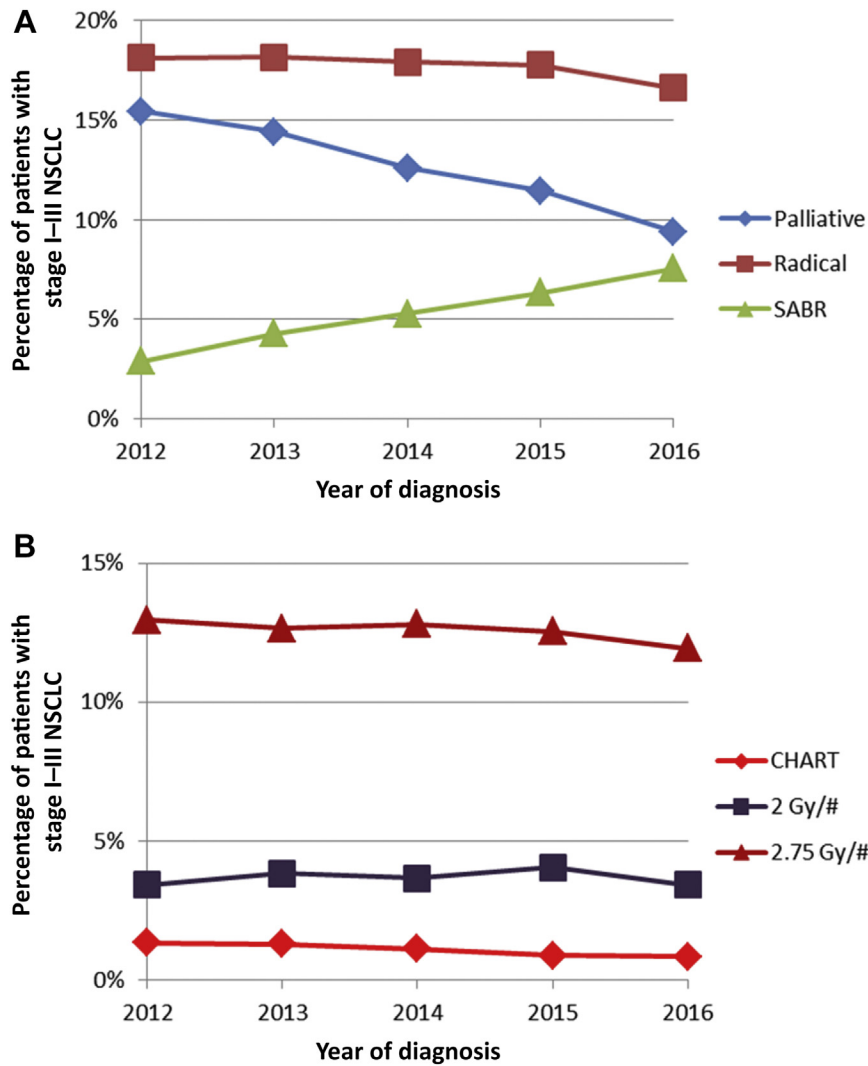 A
20%
15%
10%
5%
0%
Percentage of patients with
stage I–III NSCLC
2012 2013 2014 2015 2016
Year of diagnosis
Palliative
Radical
SABR
B
15%
10%
5%
0%
Percentage of patients with
stage I–III NSCLC
2012 2013 2014 2015 2016
Year of diagnosis
CHART
2 Gy/#
2.75 Gy/#